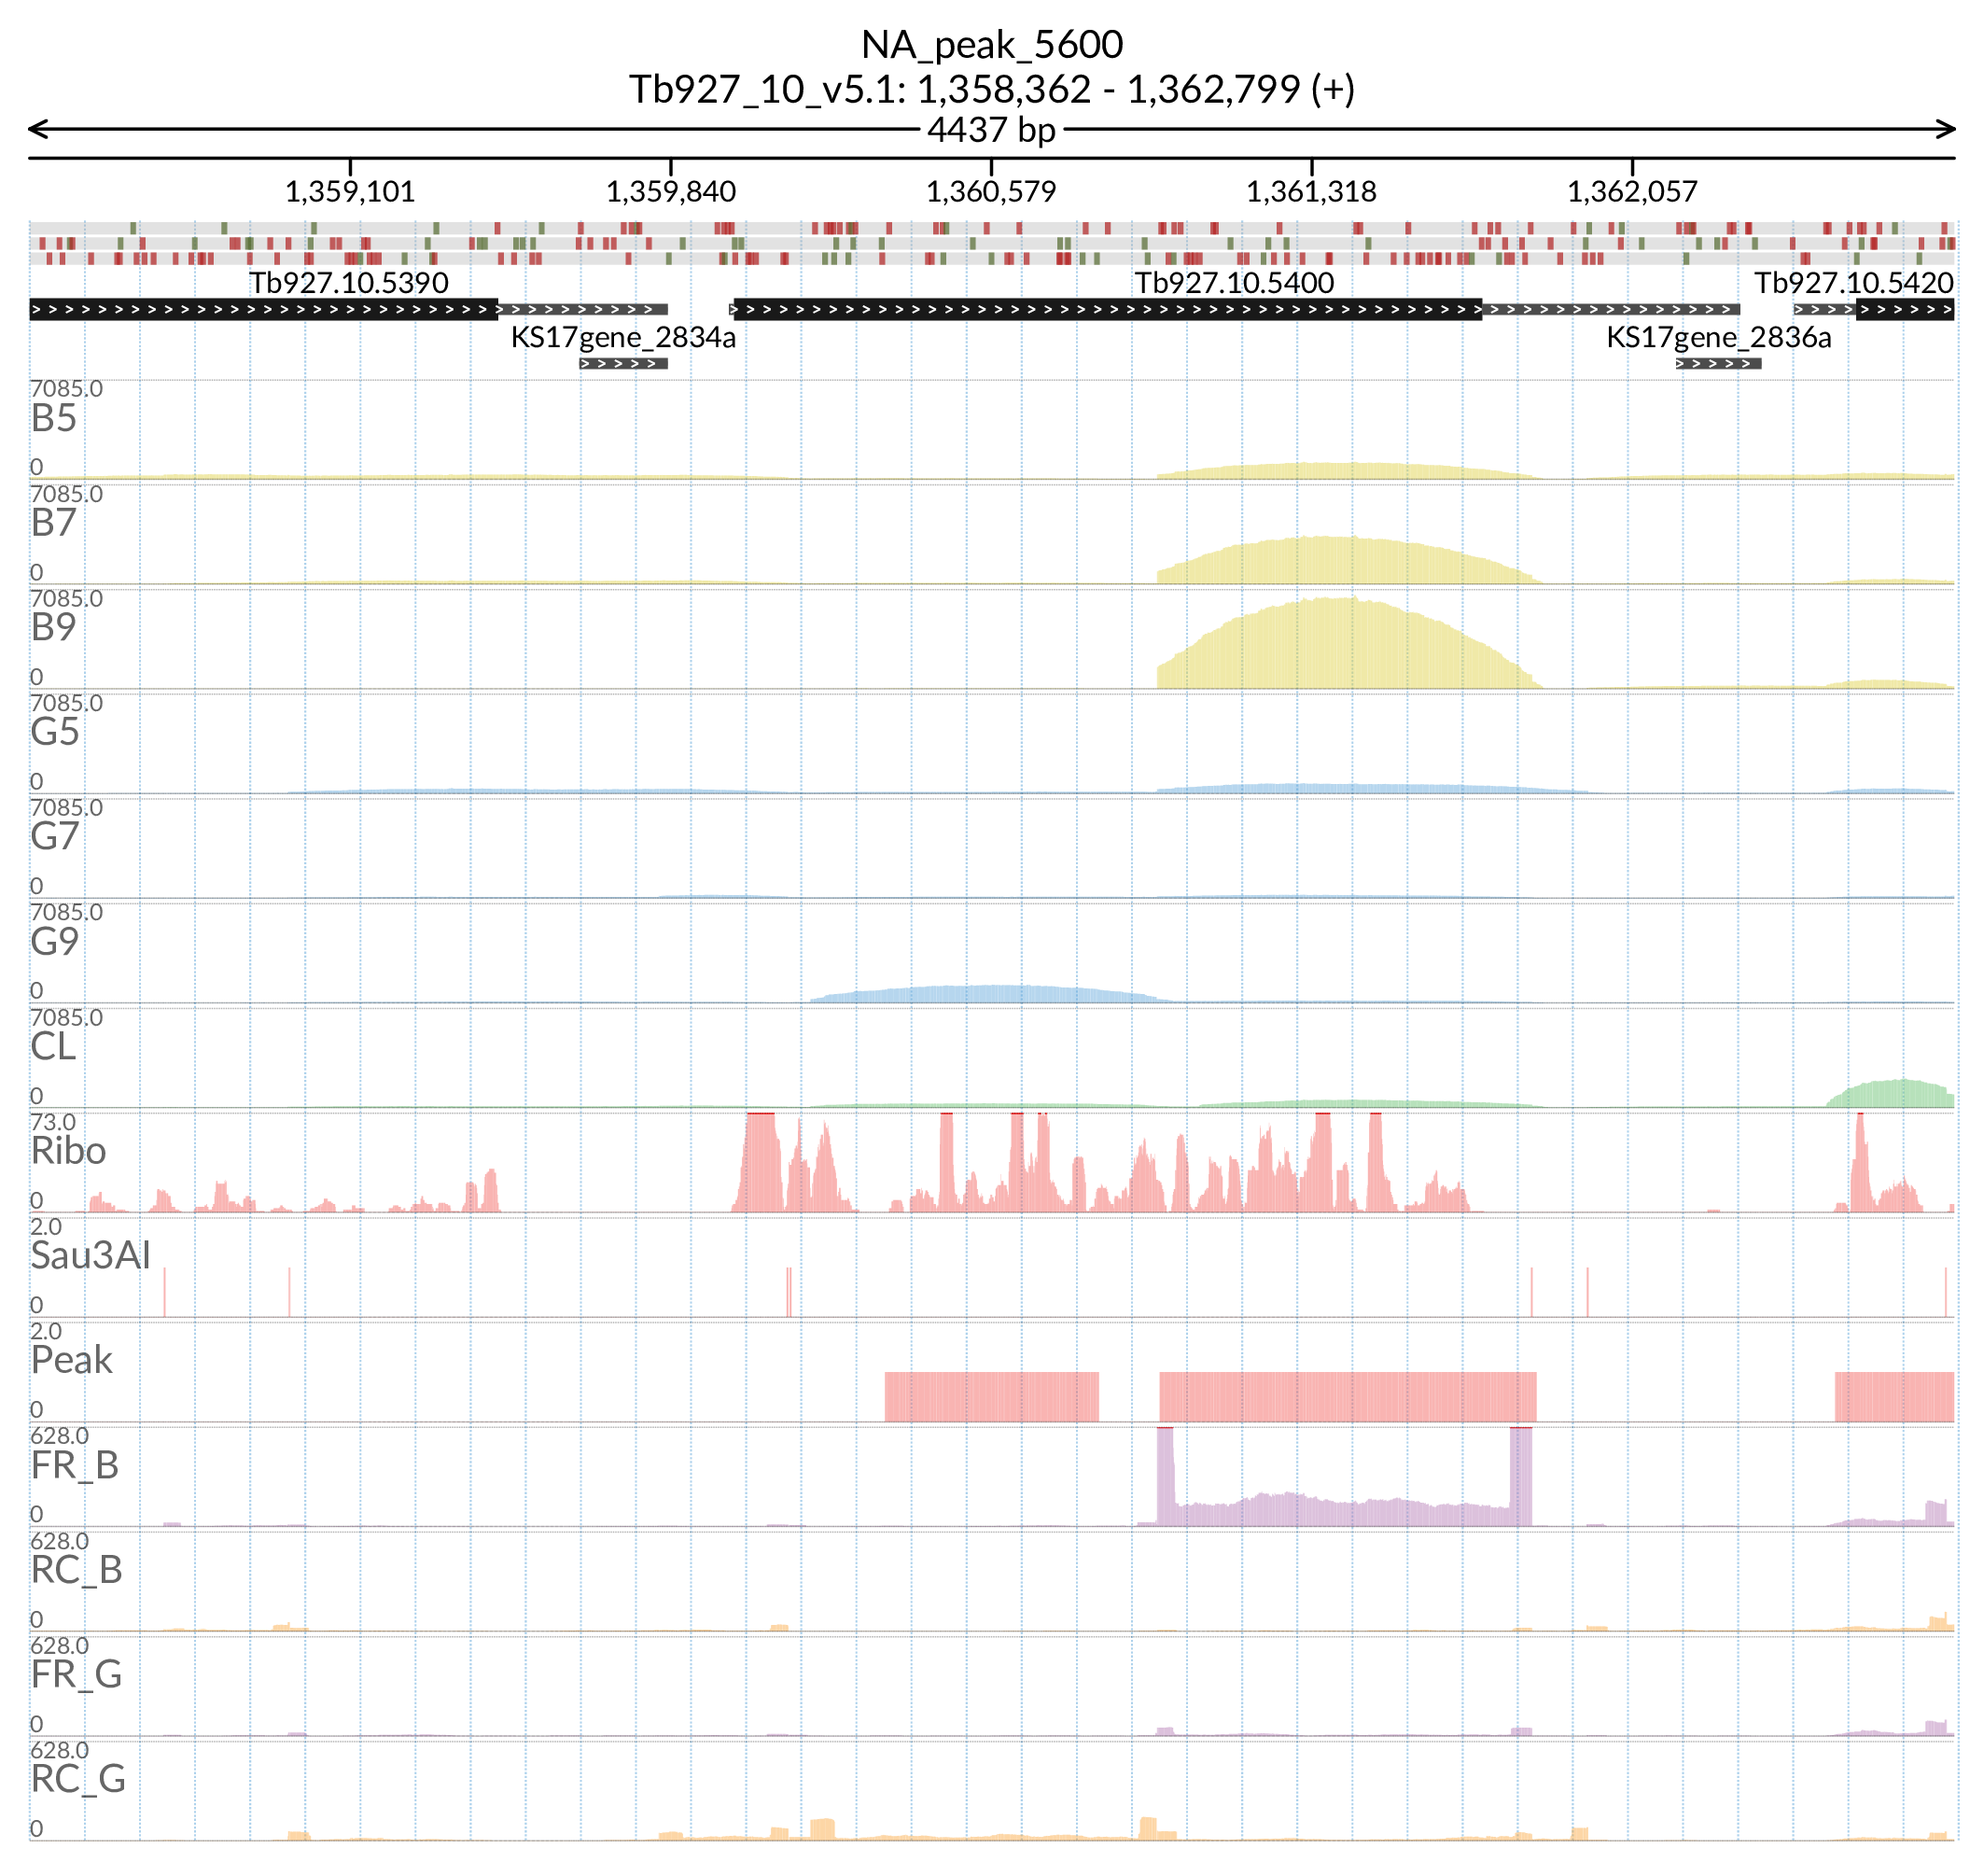 NA_peak_5600
Tb927_10_v5.1: 1,358,362 - 1,362,799 (+)
4437 bp
1,359,101 1,359,840 1,360,579 1,361,318 1,362,057
Tb927.10.5390 Tb927.10.5400 Tb927.10.5420
KS17gene_2834a KS17gene_2836a
7085.0
B5
0
7085.0
B7
0
7085.0
B9
0
7085.0
G5
0
7085.0
G7
0
7085.0
G9
0
7085.0
CL
0
73.0
Ribo
0
2.0
Sau3AI
0
2.0
Peak
0
628.0
FR_B
0
628.0
RC_B
0
628.0
FR_G
0
628.0
RC_G
0